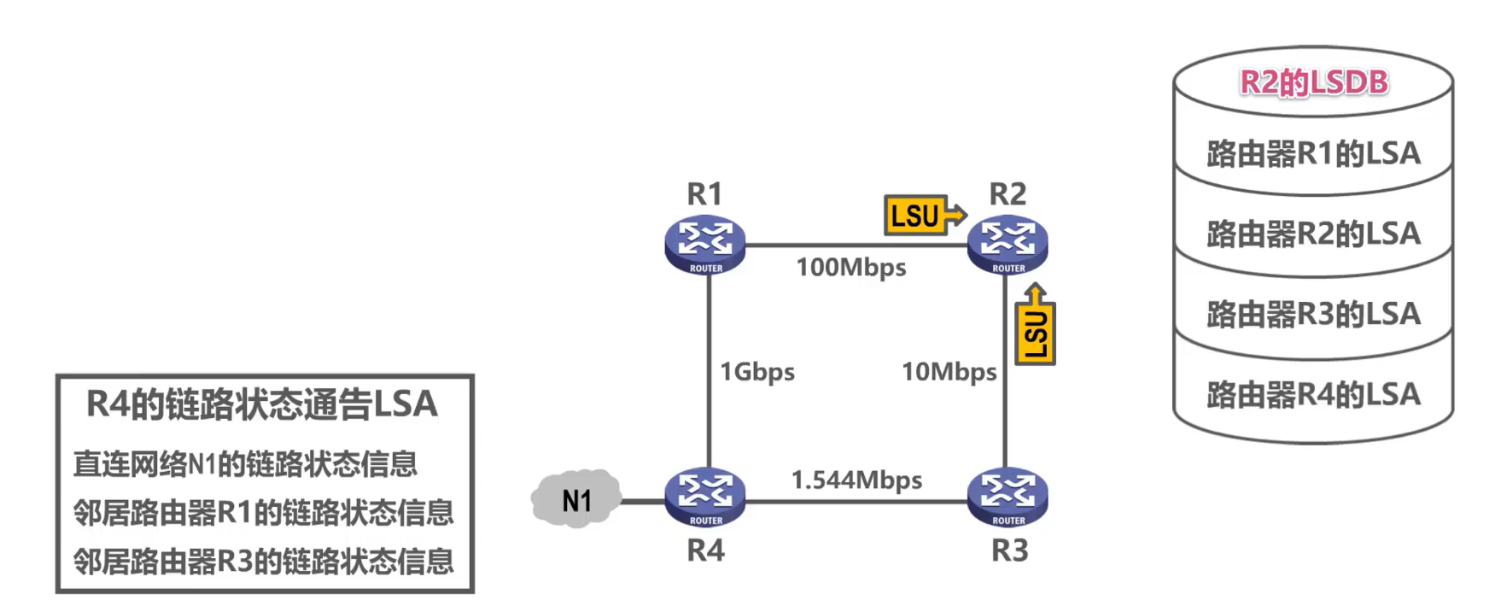 R2的LSDB
路由器R1的LSA
路由器R2的LSA
路由器R3的LSA
路由器R4的LSA
R1
LSU
R2
ROUTER
100Mbps
ROUTER
LSU
1Gbps
10Mbps
R4的链路状态通告LSA
直连网络N1的链路状态信息
邻居路由器R1的链路状态信息
邻居路由器R3的链路状态信息
N1
1.544Mbps
ROUTER
ROUTER
R4
R3